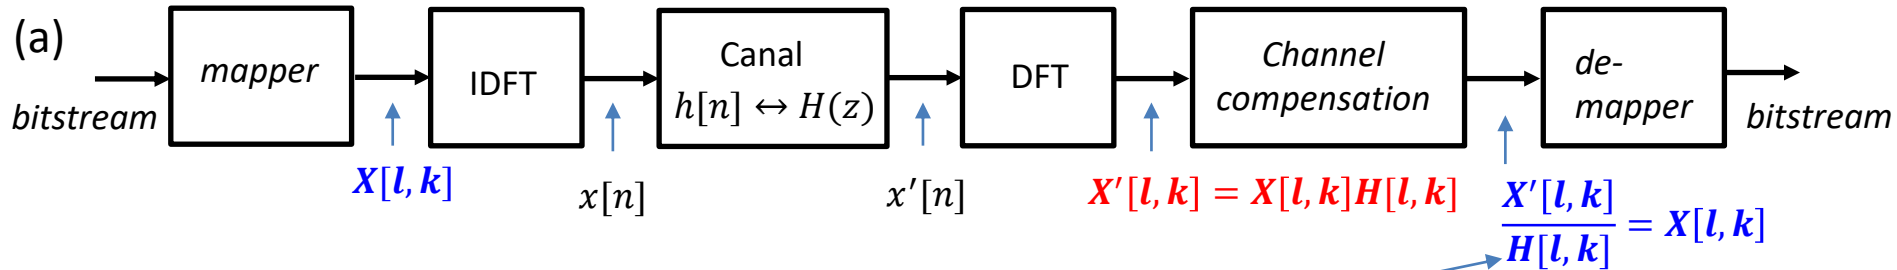 (a)
bitstream
mapper
X[l, k]
IDFT
x[n]
Canal
h[n] ↔ H(z)
x′[n]
DFT
X′[l, k] = X[l, k]H[l, k]
Channel
compensation
X′[l, k]
H[l, k]
= X[l, k]
de-
mapper
bitstream